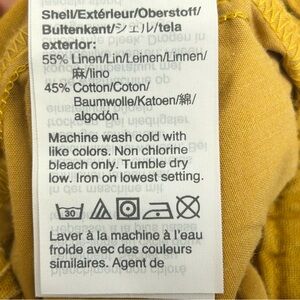 Shell/Extérieur/Oberstoff/
Buitenkant/シェル/tela
exterior:
55% Linen/Lin/Leinen/Linnen/
麻/lino
45% Cotton/Coton/
Baumwolle/Katoen/綿/
algodón
Machine wash cold with
like colors. Non chlorine
bleach only. Tumble dry
low. Iron on lowest setting.
30
Laver à la machine à l'eau
froide avec des couleurs
similaires. Agent de